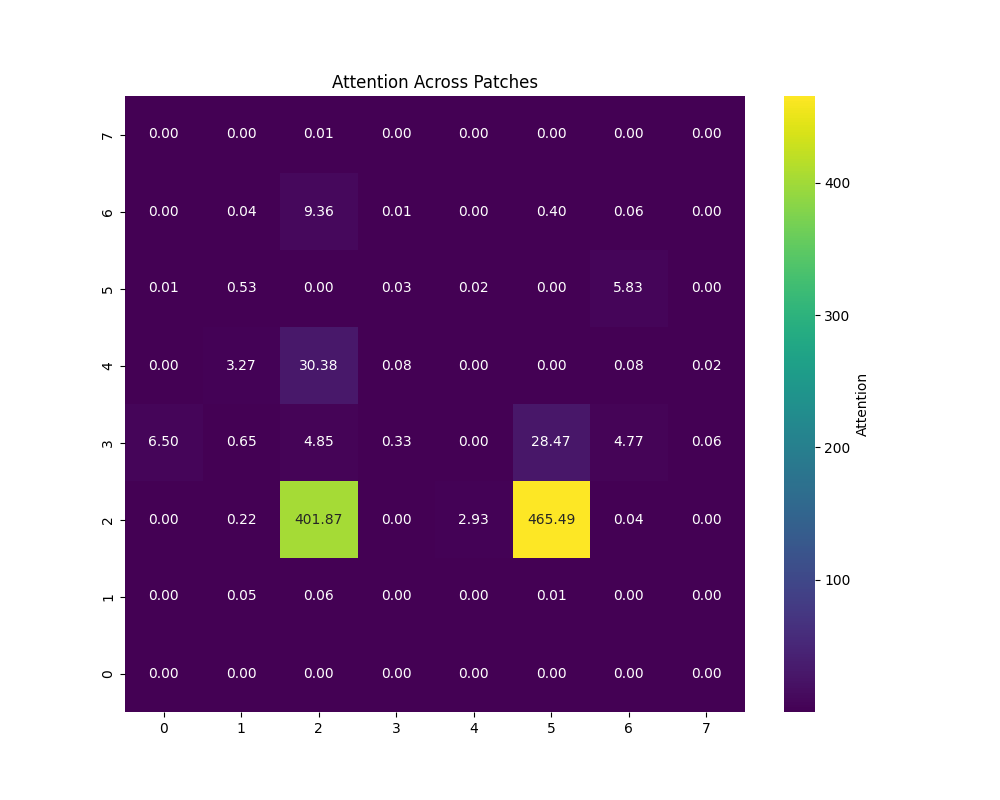 Attention Across Patches
7 0.00 0.00 0.01 0.00 0.00 0.00 0.00 0.00
6 0.00 0.04 9.36 0.01 0.00 0.40 0.06 0.00
5 0.01 0.53 0.00 0.03 0.02 0.00 5.83 0.00
4 0.00 3.27 30.38 0.08 0.00 0.00 0.08 0.02
3 6.50 0.65 4.85 0.33 0.00 28.47 4.77 0.06
2 0.00 0.22 401.87 0.00 2.93 465.49 0.04 0.00
1 0.00 0.05 0.06 0.00 0.00 0.01 0.00 0.00
0 0.00 0.00 0.00 0.00 0.00 0.00 0.00 0.00
0 1 2 3 4 5 6 7
400
300
200
100
Attention